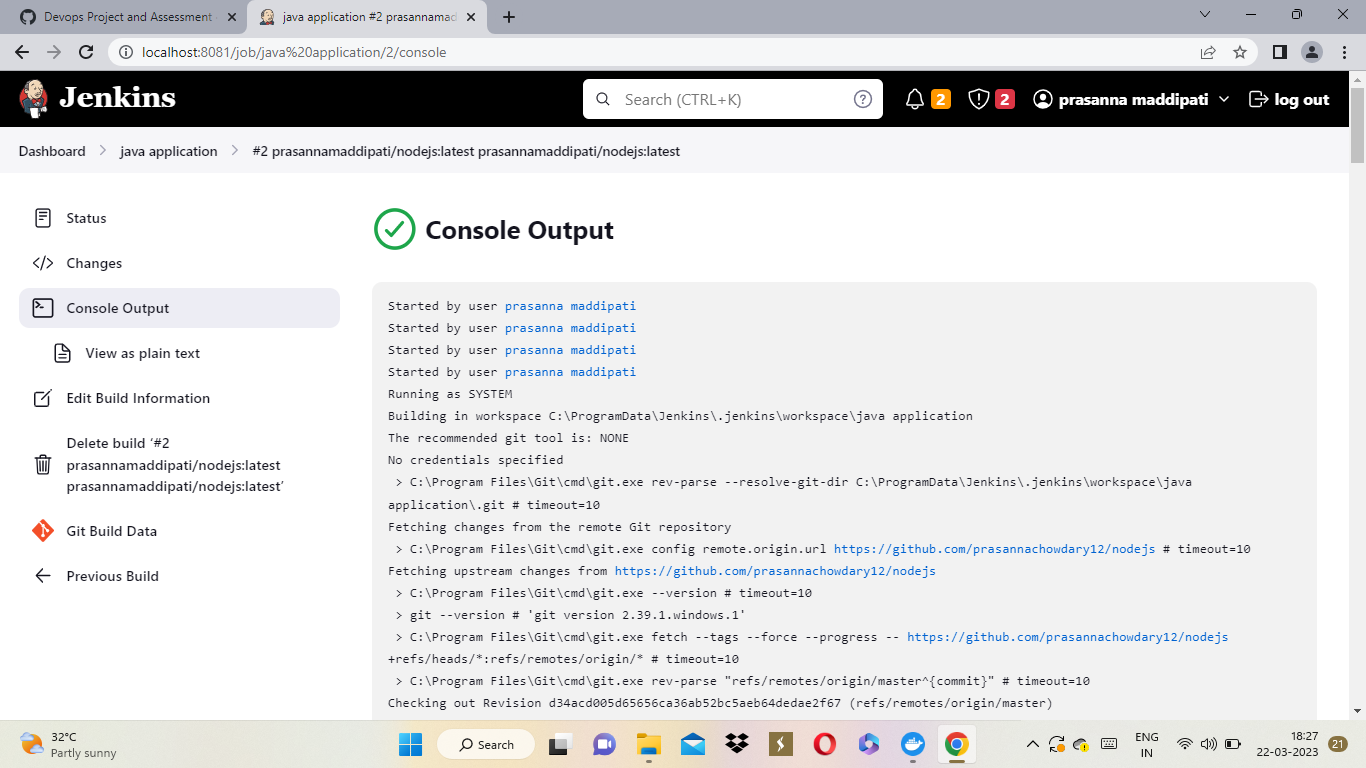 Devops Project and Assessment
java application #2 prasannamad
localhost:8081/job/java%20application/2/console
Jenkins
Search (CTRL+K)
?
2
2
prasanna maddipati
log out
Dashboard
java application
#2 prasannamaddipati/nodejs:latest prasannamaddipati/nodejs:latest
Status
Changes
Console Output
View as plain text
Edit Build Information
Delete build ‘#2
prasannamaddipati/nodejs:latest
prasannamaddipati/nodejs:latest’
Git Build Data
Previous Build
Console Output
Started by user prasanna maddipati
Started by user prasanna maddipati
Started by user prasanna maddipati
Started by user prasanna maddipati
Running as SYSTEM
Building in workspace C:\ProgramData\Jenkins\.jenkins\workspace\java application
The recommended git tool is: NONE
No credentials specified
> C:\Program Files\Git\cmd\git.exe rev-parse --resolve-git-dir C:\ProgramData\Jenkins\.jenkins\workspace\java
application\.git # timeout=10
Fetching changes from the remote Git repository
> C:\Program Files\Git\cmd\git.exe config remote.origin.url https://github.com/prasannachowdary12/nodejs # timeout=10
Fetching upstream changes from https://github.com/prasannachowdary12/nodejs
> C:\Program Files\Git\cmd\git.exe --version # timeout=10
> git --version # 'git version 2.39.1.windows.1'
> C:\Program Files\Git\cmd\git.exe fetch --tags --force --progress -- https://github.com/prasannachowdary12/nodejs
+refs/heads/*:refs/remotes/origin/* # timeout=10
> C:\Program Files\Git\cmd\git.exe rev-parse "refs/remotes/origin/master^{commit}" # timeout=10
Checking out Revision d34acd005d65656ca36ab52bc5aeb64dedae2f67 (refs/remotes/origin/master)
32°C
Partly sunny
Search
ENG
IN
18:27
22-03-2023
21